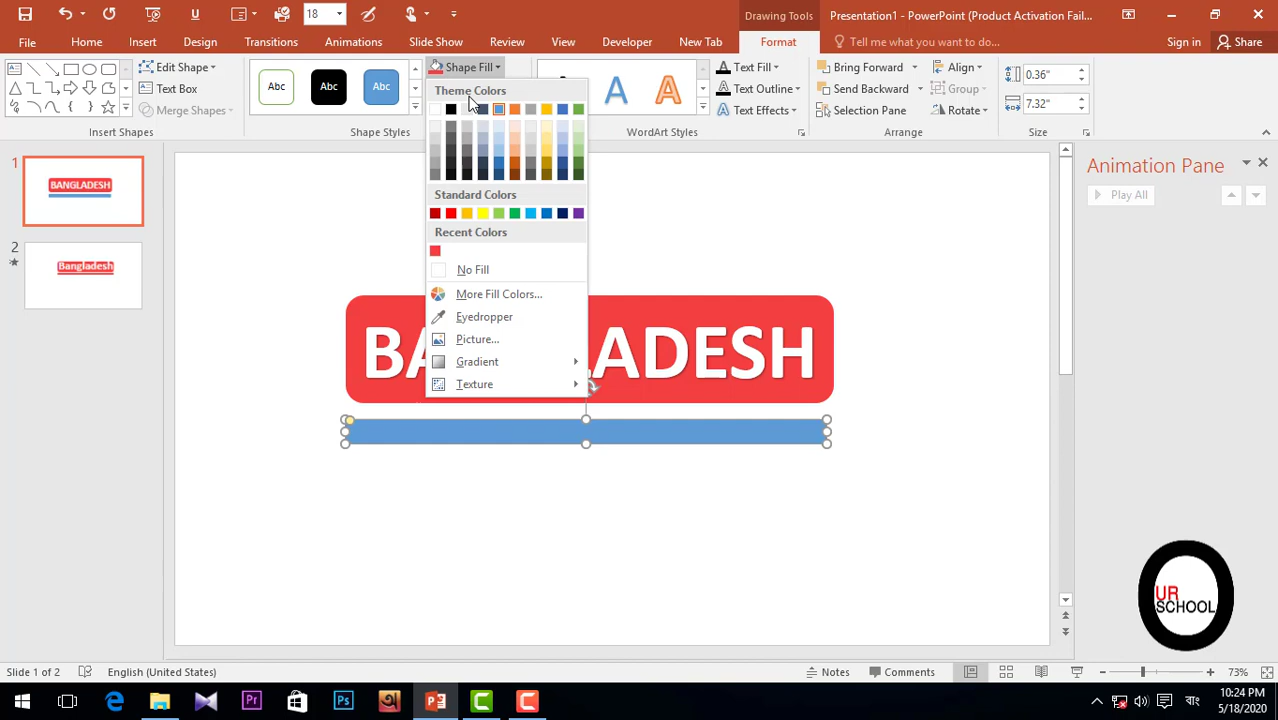 18
Drawing Tools
Presentation1 - PowerPoint (Product Activation Fail...
File
Home
Insert
Design
Transitions
Animations
Slide Show
Review
View
Developer
New Tab
Format
Tell me what you want to do...
Sign in
Share
Edit Shape
Text Box
Merge Shapes
Insert Shapes
Abc
Abc
Abc
Shape Styles
Shape Fill
A
A
WordArt Styles
Text Fill
Text Outline
Text Effects
Bring Forward
Send Backward
Selection Pane
Align
Group
Rotate
Arrange
0.36"
7.32"
Size
Theme Colors
Standard Colors
Recent Colors
No Fill
More Fill Colors...
Eyedropper
Picture...
Gradient
Texture
1
BANGLADESH
2
Bangladesh
BA LADESH
Animation Pane
Play All
UR
SCHOOL
Slide 1 of 2
English (United States)
Notes
Comments
73%
Pr
Ps
বাং
10:24 PM
5/18/2020